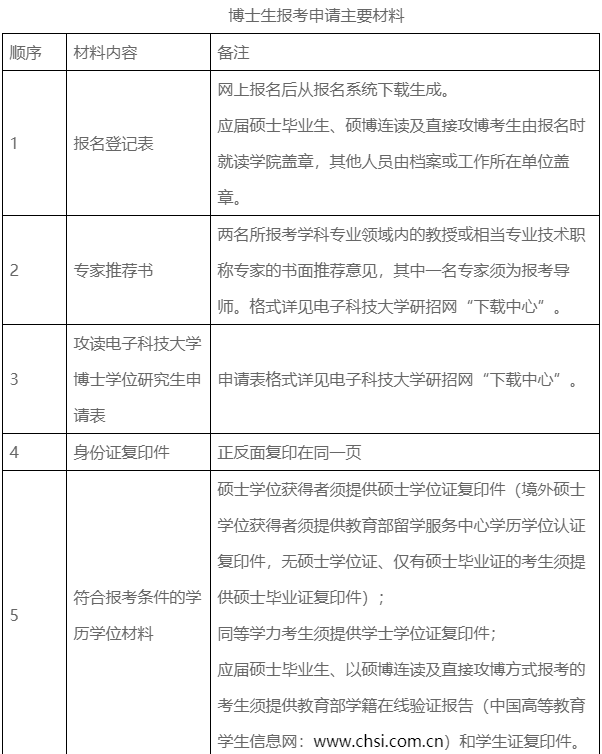 博士生报考申请主要材料
顺序 材料内容 备注
1 报名登记表 网上报名后从报名系统下载生成。
应届硕士毕业生、硕博连读及直接攻博考生由报名时
就读学院盖章，其他人员由档案或工作所在单位盖
章。
2 专家推荐书 两名所报考学科专业领域内的教授或相当专业技术职
称专家的书面推荐意见，其中一名专家须为报考导
师。格式详见电子科技大学研招网“下载中心”。
3 攻读电子科技大学
博士学位研究生申
请表
申请表格式详见电子科技大学研招网“下载中心”。
4 身份证复印件 正反面复印在同一页
5 符合报考条件的学
历学位材料
硕士学位获得者须提供硕士学位证复印件（境外硕士
学位获得者须提供教育部留学服务中心学历学位认证
复印件，无硕士学位证、仅有硕士毕业证的考生须提
供硕士毕业证复印件）；
同等学力考生须提供学士学位证复印件；
应届硕士毕业生、以硕博连读及直接攻博方式报考的
考生须提供教育部学籍在线验证报告（中国高等教育
学生信息网：www.chsi.com.cn）和学生证复印件。